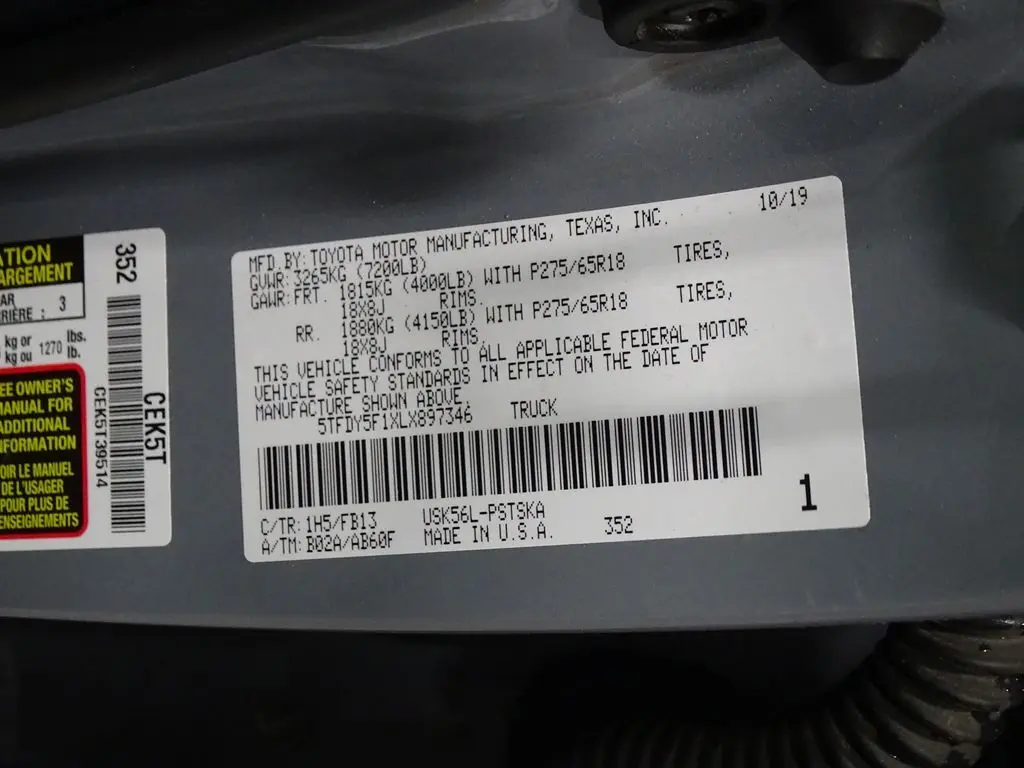 ATION
ARGEMENT
AR
RIÈRE : 3
kg or
kg ou 1270 lbs.
lb.
EE OWNER'S
MANUAL FOR
ADDITIONAL
NFORMATION
OIR LE MANUEL
DE L'USAGER
POUR PLUS DE
ENSEIGNEMENTS
352
CEK5T39514
CEK5T
MFD BY: TOYOTA MOTOR MANUFACTURING, TEXAS, INC. 10/19
GVWR: 3265KG (7200LB)
GAWR: FRT. 1815KG (4000LB) WITH P275/65R18 TIRES,
18X8J RIMS.
RR. 1880KG (4150LB) WITH P275/65R18 TIRES,
18X8J RIMS.
THIS VEHICLE CONFORMS TO ALL APPLICABLE FEDERAL MOTOR
VEHICLE SAFETY STANDARDS IN EFFECT ON THE DATE OF
MANUFACTURE SHOWN ABOVE.
5TFDY5F1XLX897346 TRUCK
C/TR: 1H5/FB13 USK56L-PSTSKA
A/TM: B02A/AB60F MADE IN U.S.A. 352
1